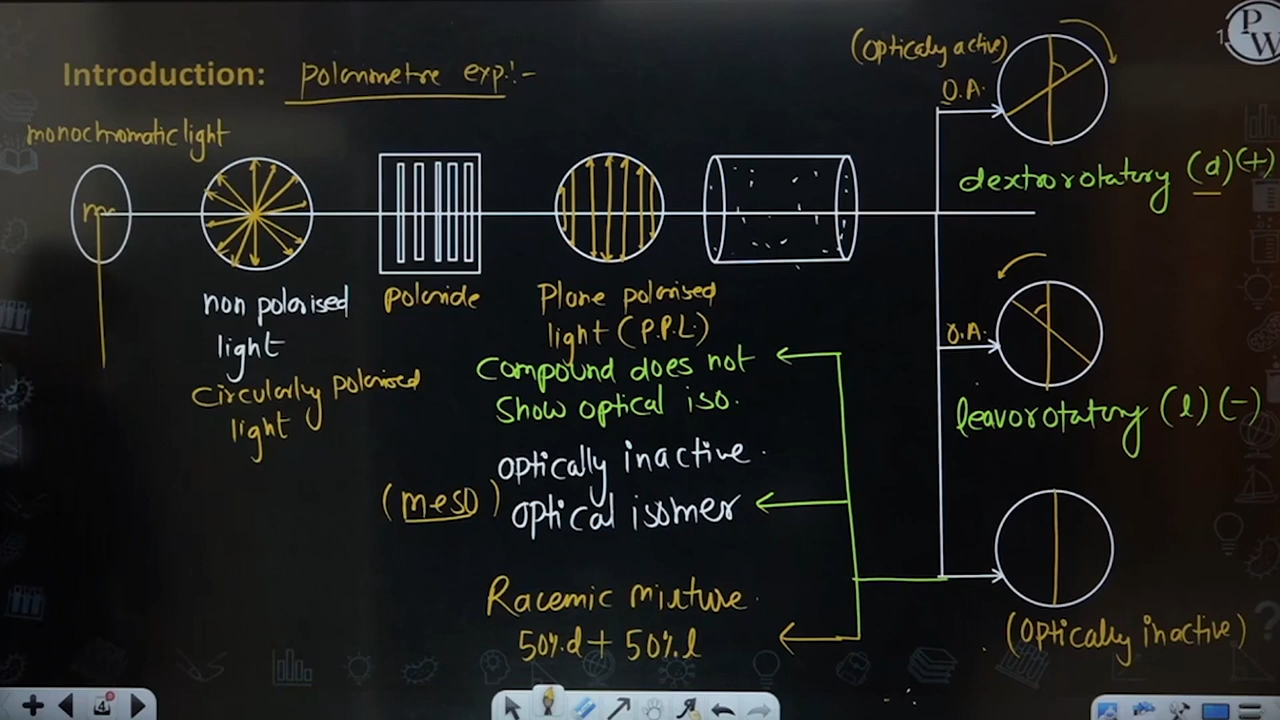 Introduction: polarimetre exp:-
monochromatic light
non polarised
light
Circularly polarised
light
polaroide
Plane polarised
light (P.P.L.)
Compound does not
Show optical iso.
optically inactive.
(meso) optical isomer
Racemic mixture.
50%.d + 50%.l
(optically active)
O.A.
dextrorotatory (d) (+)
O.A.
leavorotatory (l) (-)
(optically inactive)
P
W
4